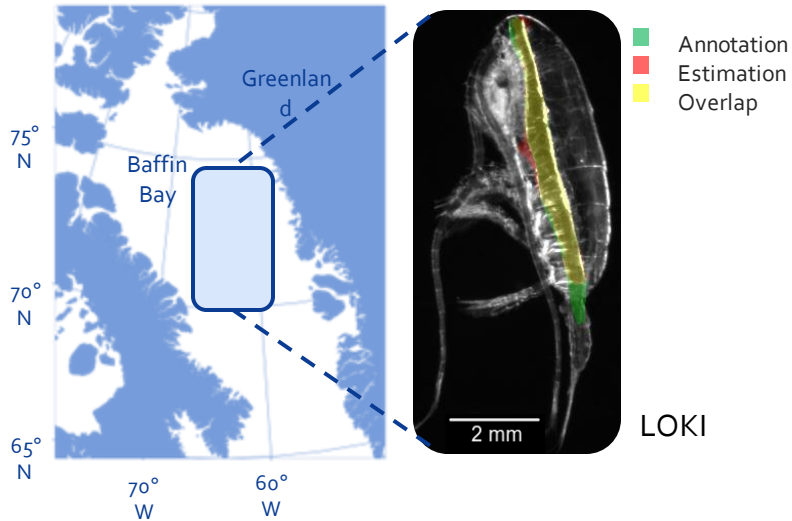 Greenlan
d
75°
N
Baffin
Bay
70°
N
65°
N
70°
W
60°
W
Annotation
Estimation
Overlap
2 mm
LOKI